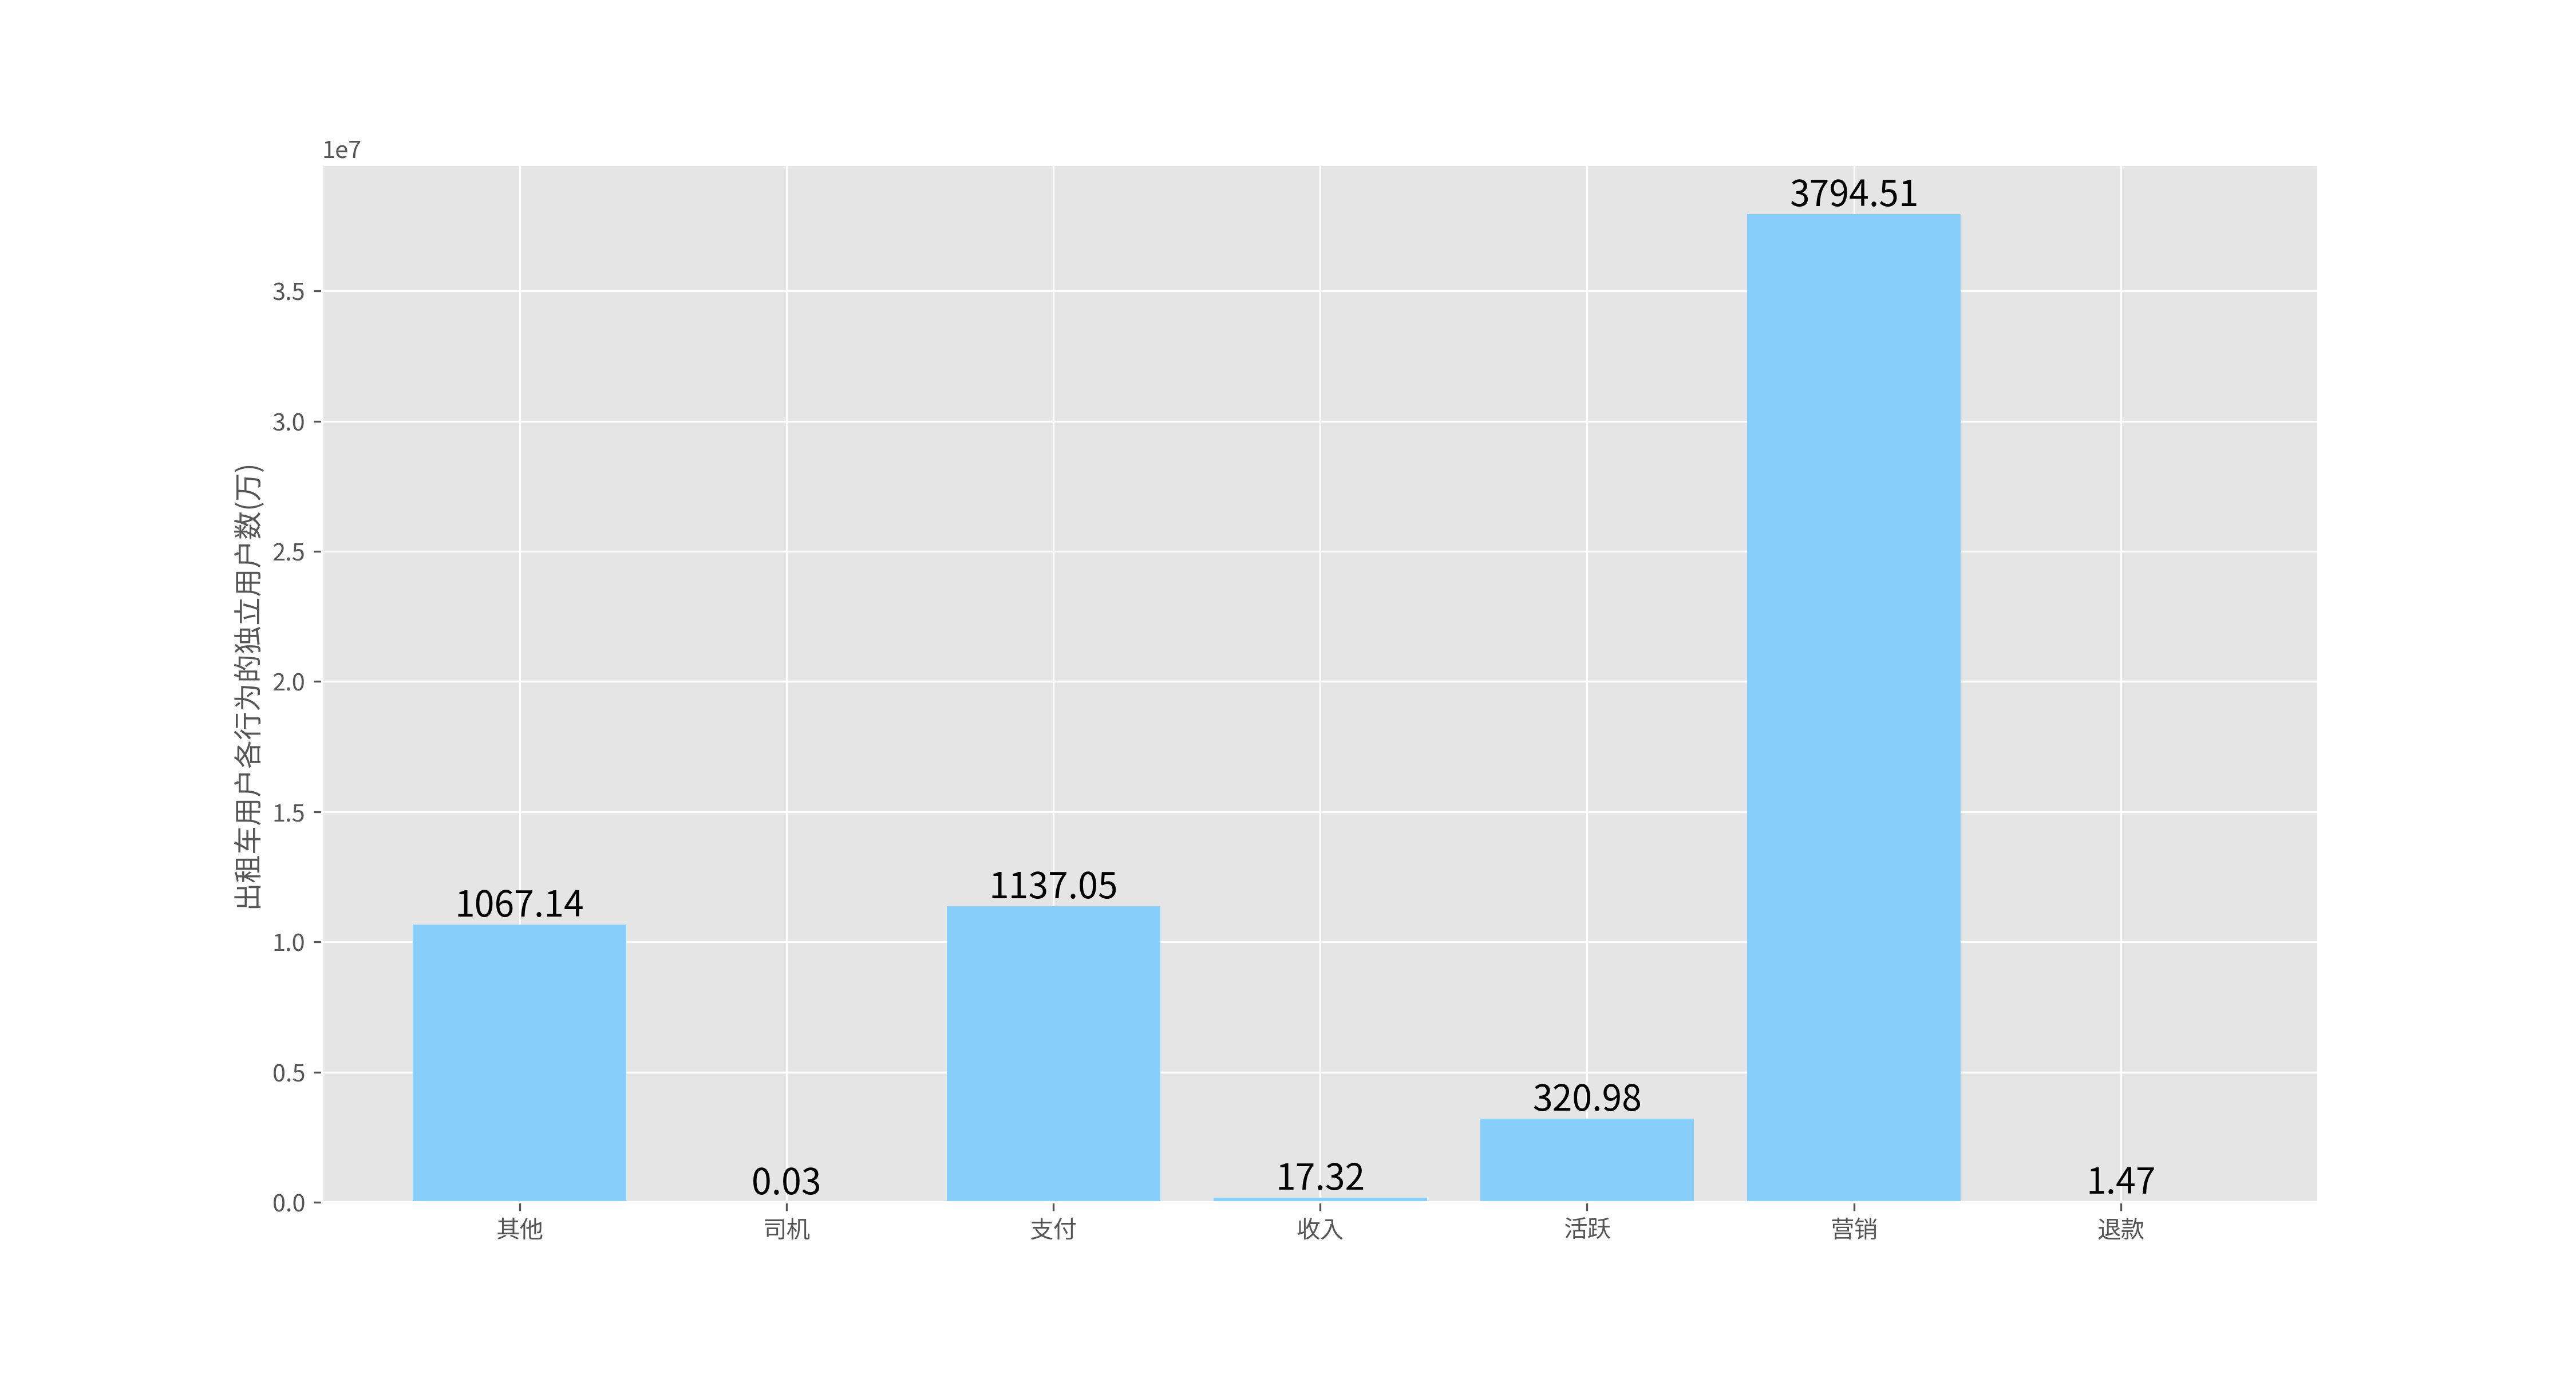 1e7
3794.51
3.5
3.0
2.5
2.0
1.5
1.0
0.5
0.0
出租车用户各行为的独立用户数(万)
1067.14
0.03
1137.05
17.32
320.98
1.47
其他
司机
支付
收入
活跃
营销
退款